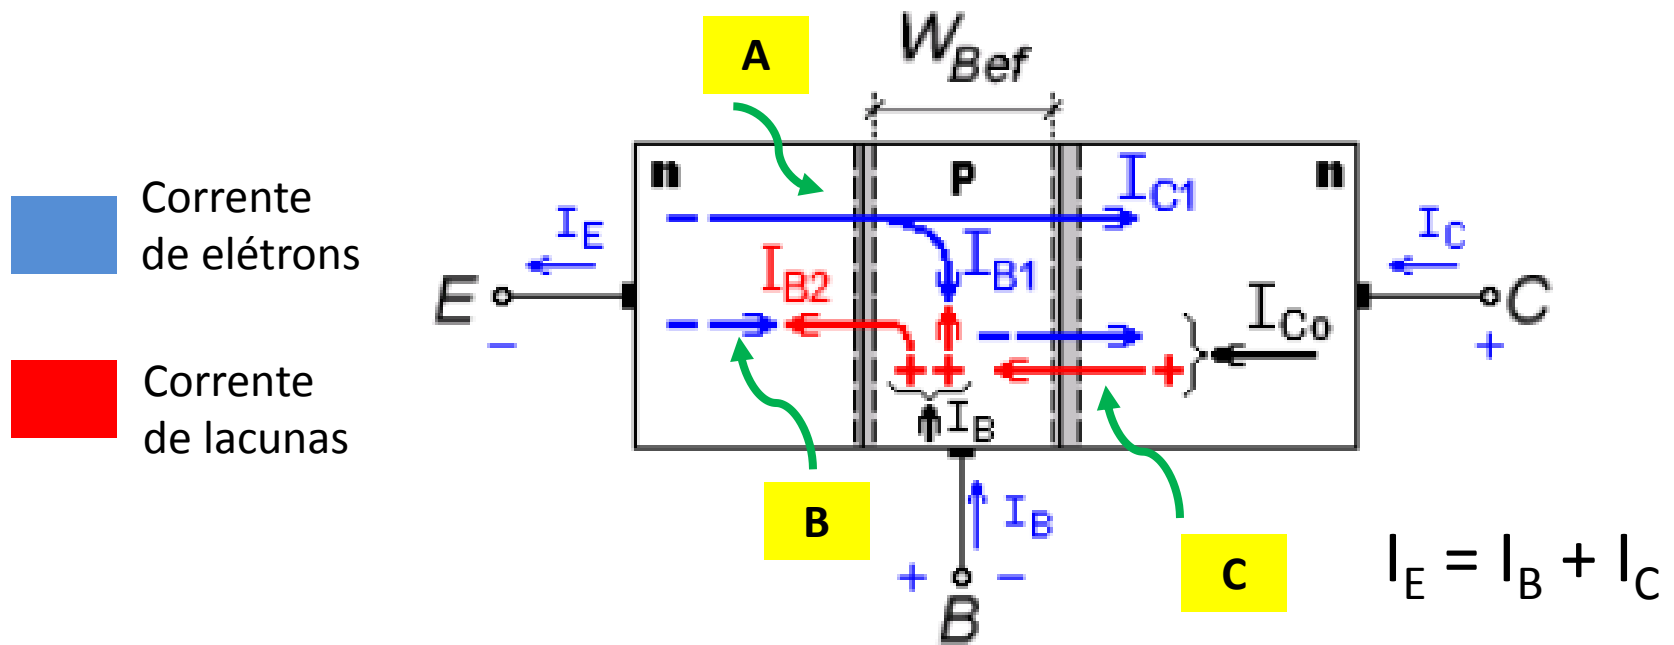 W_Bef
A
n
p
n
I_C1
Corrente
de elétrons
I_E
I_B2
I_B1
I_C
E
C
I_Co
−
+
Corrente
de lacunas
+ + +
I_B
B
I_B
C
I_E = I_B + I_C
+ −
B